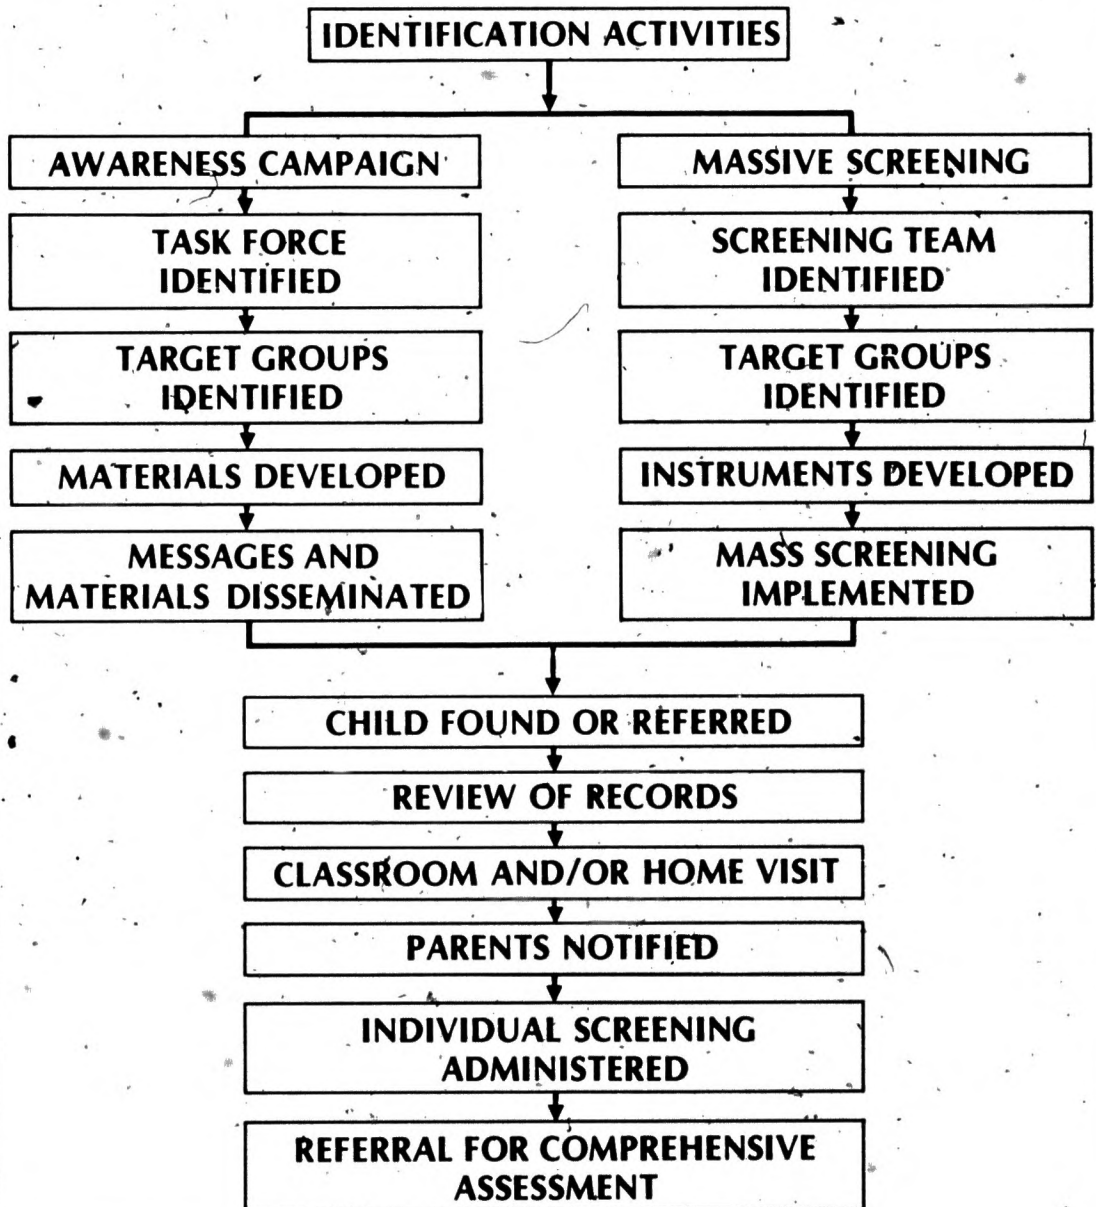 IDENTIFICATION ACTIVITIES
AWARENESS CAMPAIGN
TASK FORCE
IDENTIFIED
TARGET GROUPS
IDENTIFIED
MATERIALS DEVELOPED
MESSAGES AND
MATERIALS DISSEMINATED
MASSIVE SCREENING
SCREENING TEAM
IDENTIFIED
TARGET GROUPS
IDENTIFIED
INSTRUMENTS DEVELOPED
MASS SCREENING
IMPLEMENTED
CHILD FOUND OR REFERRED
REVIEW OF RECORDS
CLASSROOM AND/OR HOME VISIT
PARENTS NOTIFIED
INDIVIDUAL SCREENING
ADMINISTERED
REFERRAL FOR COMPREHENSIVE
ASSESSMENT